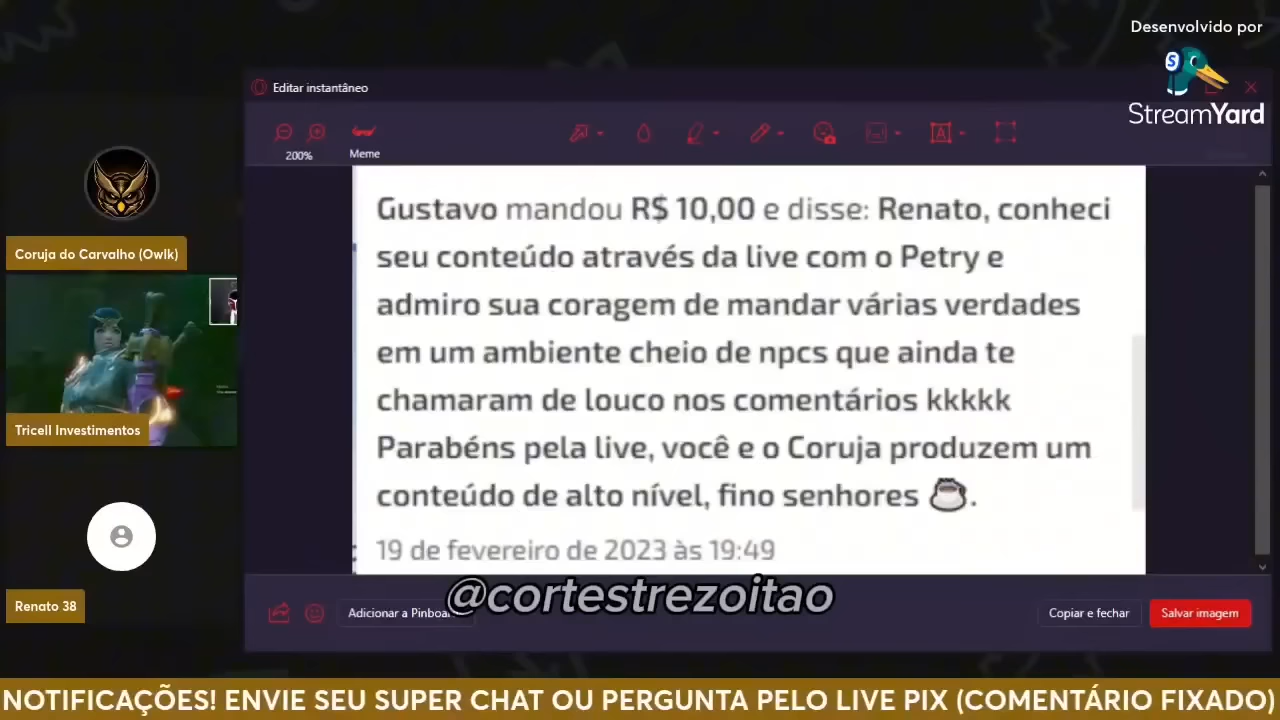 Desenvolvido por
StreamYard
Editar instantâneo
200%
Meme
Coruja do Carvalho (Owlk)
Tricell Investimentos
Renato 38
Gustavo mandou R$ 10,00 e disse: Renato, conheci
seu conteúdo através da live com o Petry e
admiro sua coragem de mandar várias verdades
em um ambiente cheio de npcs que ainda te
chamaram de louco nos comentários kkkkk
Parabéns pela live, você e o Coruja produzem um
conteúdo de alto nível, fino senhores ☕.
19 de fevereiro de 2023 às 19:49
@cortestrezoitao
Adicionar a
Copiar e fechar
Salvar imagem
NOTIFICAÇÕES! ENVIE SEU SUPER CHAT OU PERGUNTA PELO LIVE PIX (COMENTÁRIO FIXADO)